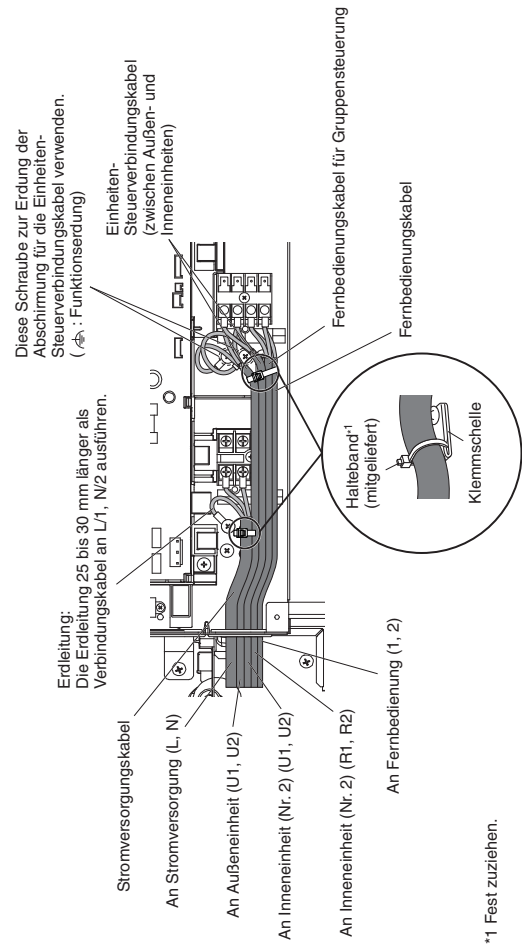 Diese Schraube zur Erdung der
Abschirmung für die Einheiten-
Steuerverbindungskabel verwenden.
(⏚ : Funktionserdung)
Einheiten-
Steuerverbindungskabel
(zwischen Außen- und
Inneneinheiten)
Erdleitung:
Die Erdleitung 25 bis 30 mm länger als
Verbindungskabel an L/1, N/2 ausführen.
Stromversorgungskabel
An Stromversorgung (L, N)
An Außeneinheit (U1, U2)
An Inneneinheit (Nr. 2) (U1, U2)
An Inneneinheit (Nr. 2) (R1, R2)
An Fernbedienung (1, 2)
Fernbedienungskabel für Gruppensteuerung
Fernbedienungskabel
Halteband*1
(mitgeliefert)
Klemmschelle
*1 Fest zuziehen.